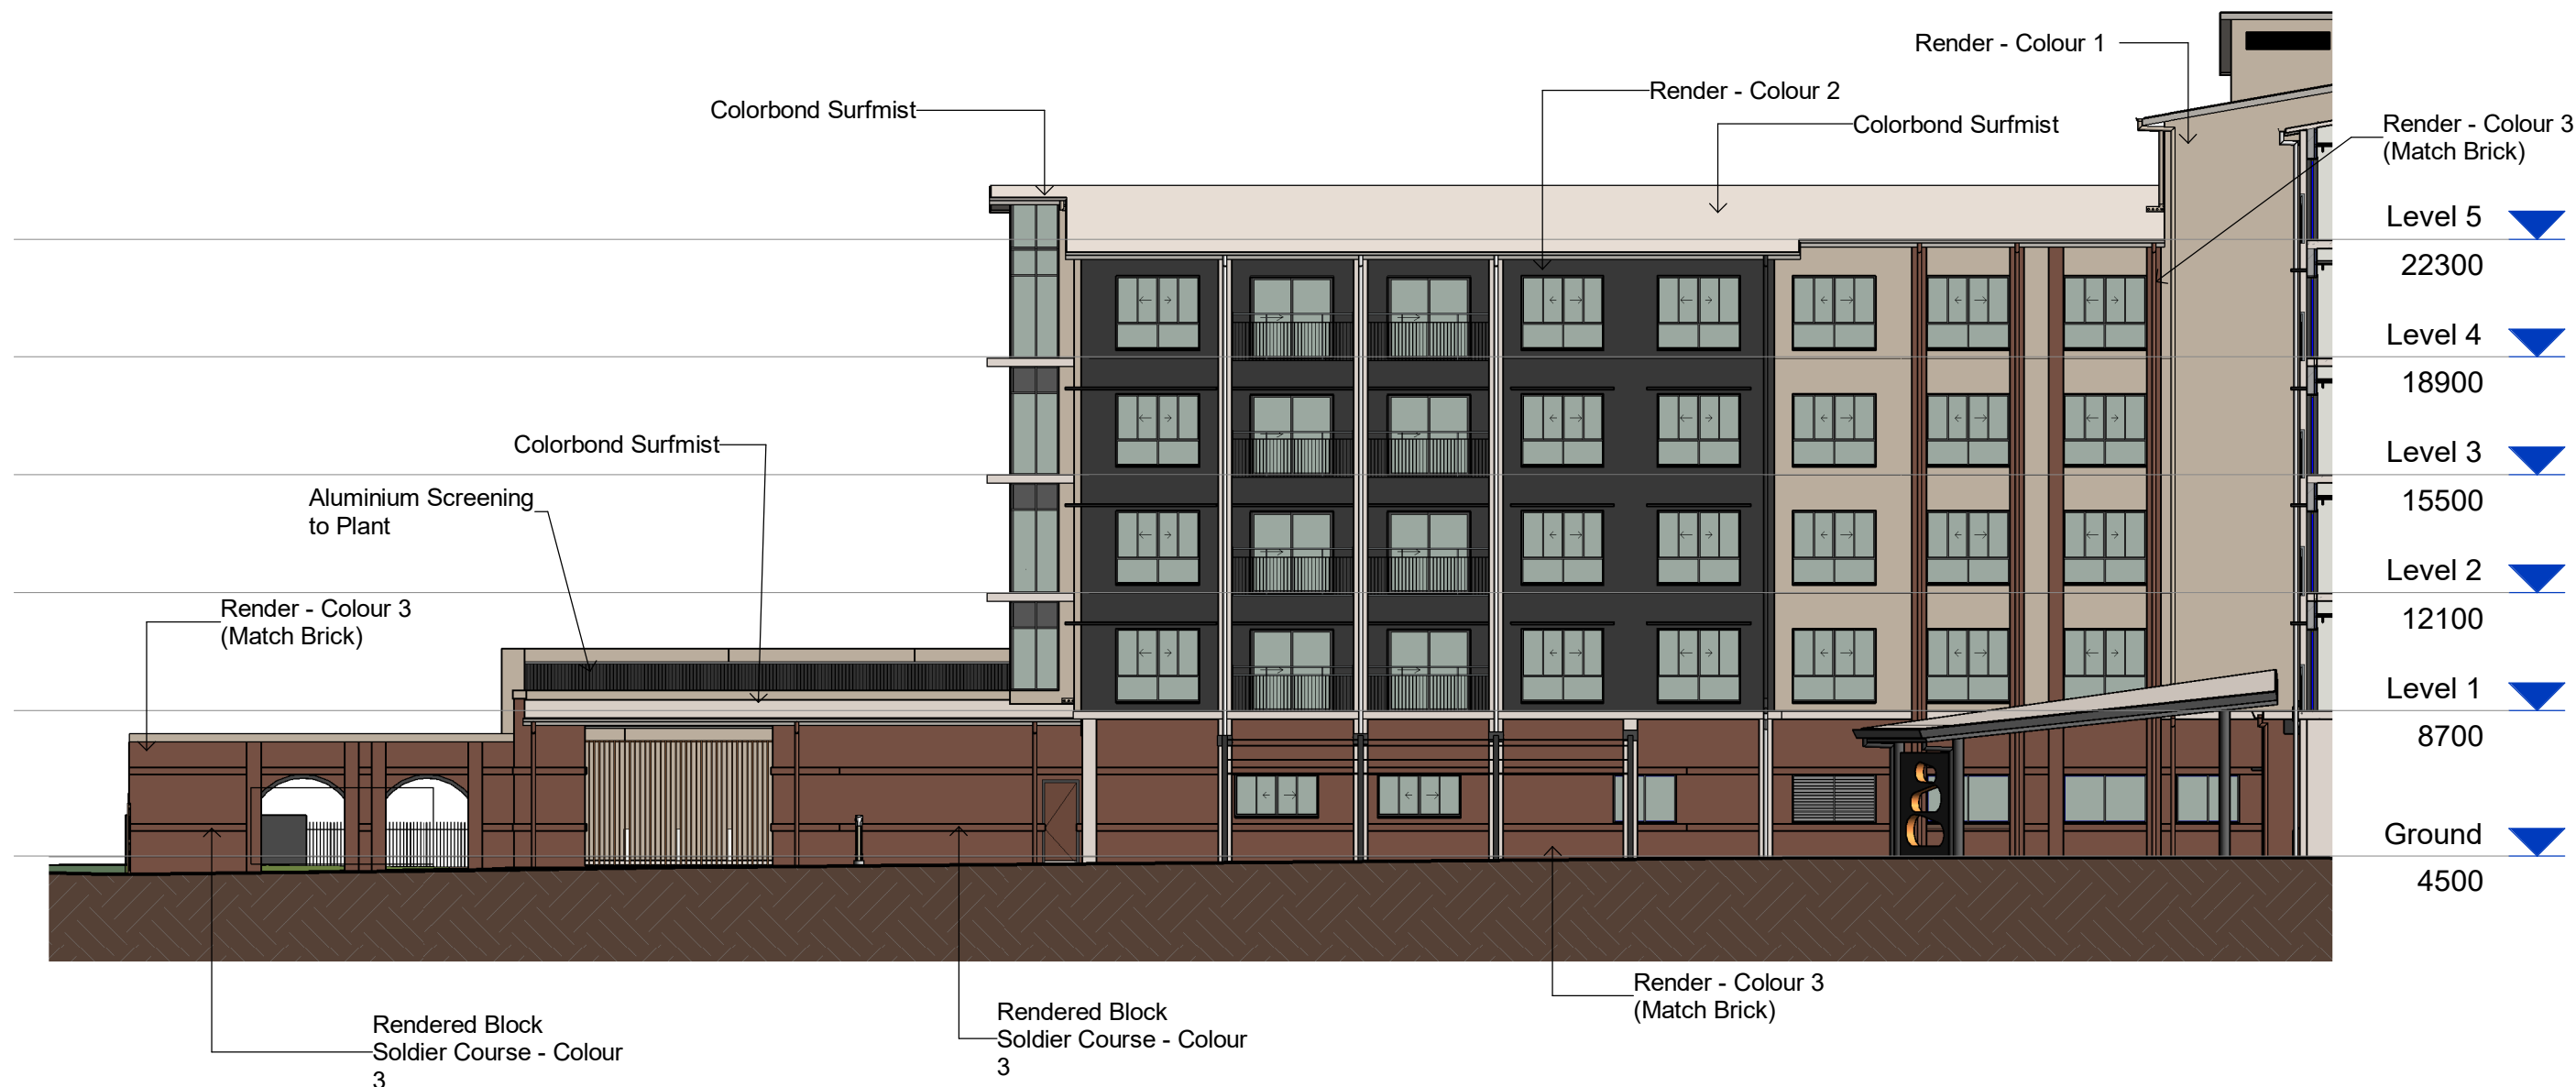 Render - Colour 1
Render - Colour 2
Colorbond Surfmist
Colorbond Surfmist
Render - Colour 3
(Match Brick)
Level 5
22300
Level 4
18900
Colorbond Surfmist
Level 3
15500
Aluminium Screening
to Plant
Level 2
12100
Render - Colour 3
(Match Brick)
Level 1
8700
Ground
4500
Render - Colour 3
(Match Brick)
Rendered Block
Soldier Course - Colour
3
Rendered Block
Soldier Course - Colour
3